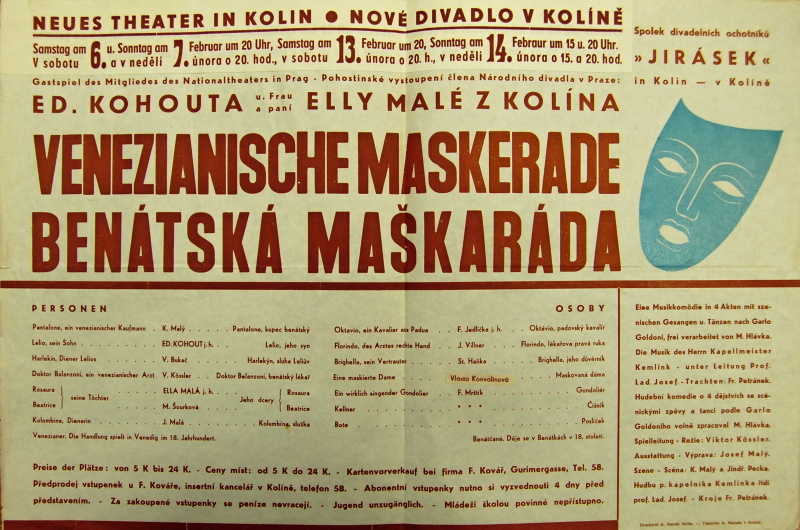 NEUES THEATER IN KOLIN ● NOVÉ DIVADLO V KOLÍNĚ
Samstag am 6. u. Sonntag am 7. Februar um 20 Uhr, Samstag am 13. Februar um 20, Sonntag am 14. Februar um 15 u. 20 Uhr.
V sobotu 6. a v neděli 7. února o 20. hod., v sobotu 13. února o 20. h., v neděli 14. února o 15. a 20. hod.
Gastspiel des Mitgliedes des Nationaltheaters in Prag - Pohostinské vystoupení člena Národního divadla v Praze:
ED. KOHOUTA u. Frau a paní ELLY MALÉ Z KOLÍNA
Spolek divadelních ochotníků
»JIRÁSEK«
in Kolin — v Kolíně
VENEZIANISCHE MASKERADE
BENÁTSKÁ MAŠKARÁDA
PERSONEN
OSOBY
Pantalone, ein venezianischer Kaufmann . K. Malý . . Pantalone, kupec benátský
Lelio, sein Sohn . . ED. KOHOUT j. h. . . Lelio, jeho syn
Harlekin, Diener Lelios . . V. Bukač . . Harlekýn, sluha Leliův
Doktor Balanzoni, ein venezianischer Arzt . V. Kössler . Doktor Balanzoni, benátský lékař
Rosaura } seine Töchter . ELLA MALÁ j. h. } Jeho dcery { Rosaura
Beatrice } . M. Šourková } { Beatrice
Kolumbine, Dienerin . . J. Malá . . Kolumbina, služka
Venezianer. Die Handlung spielt in Venedig im 18. Jahrhundert.
Oktavio, ein Kavalier aus Padua . . F. Jedlička j. h. . Oktávio, padovský kavalír
Florindo, des Arztes rechte Hand . J. Villner . Florindo, lékařova pravá ruka
Brighella, sein Vertrauter . . St. Haška . . Brighella, jeho důvěrník
Eine maskierte Dame . Vlasta Konvalinová . Maskovaná dáma
Ein wirklich singender Gondolier . F. Mrštík . . Gondoliér
Kellner . . * * * . . Číšník
Bote . . * * * . . Poslíček
Benátčané. Děje se v Benátkách v 18. století.
Preise der Plätze: von 5 K bis 24 K. - Ceny míst: od 5 K do 24 K. - Kartenvorverkauf bei firma F. Kovář, Gurimergasse, Tel. 58.
Předprodej vstupenek u F. Kováře, insertní kancelář v Kolíně, telefon 58. - Abonentní vstupenky nutno si vyzvednouti 4 dny před
představením. - Za zakoupené vstupenky se peníze nevracejí. - Jugend unzugänglich. - Mládeži školou povinné nepřístupno.
Eine Musikkomödie in 4 Akten mit sze-
nischen Gesangen u. Tänzen nach Garlo
Goldoni, frei verarbeitet von M. Hlávka.
Die Musik des Herrn Kapellmeister
Kemlink - unter Leitung Prof.
Lad. Josef - Trachten: Fr. Petránek.
Hudební komedie o 4 dějstvích se scé-
nickými zpěvy a tanci podle Garlo
Goldoniho volně zpracoval M. Hlávka.
Spielleitung - Režie: Viktor Kössler.
Ausstattung - Výprava: Josef Malý.
Szene - Scéna: K. Malý a Jindř. Pecka.
Hudbu p. kapelníka Kemlinka řídí
prof. Lad. Josef - Kroje Fr. Petránek.